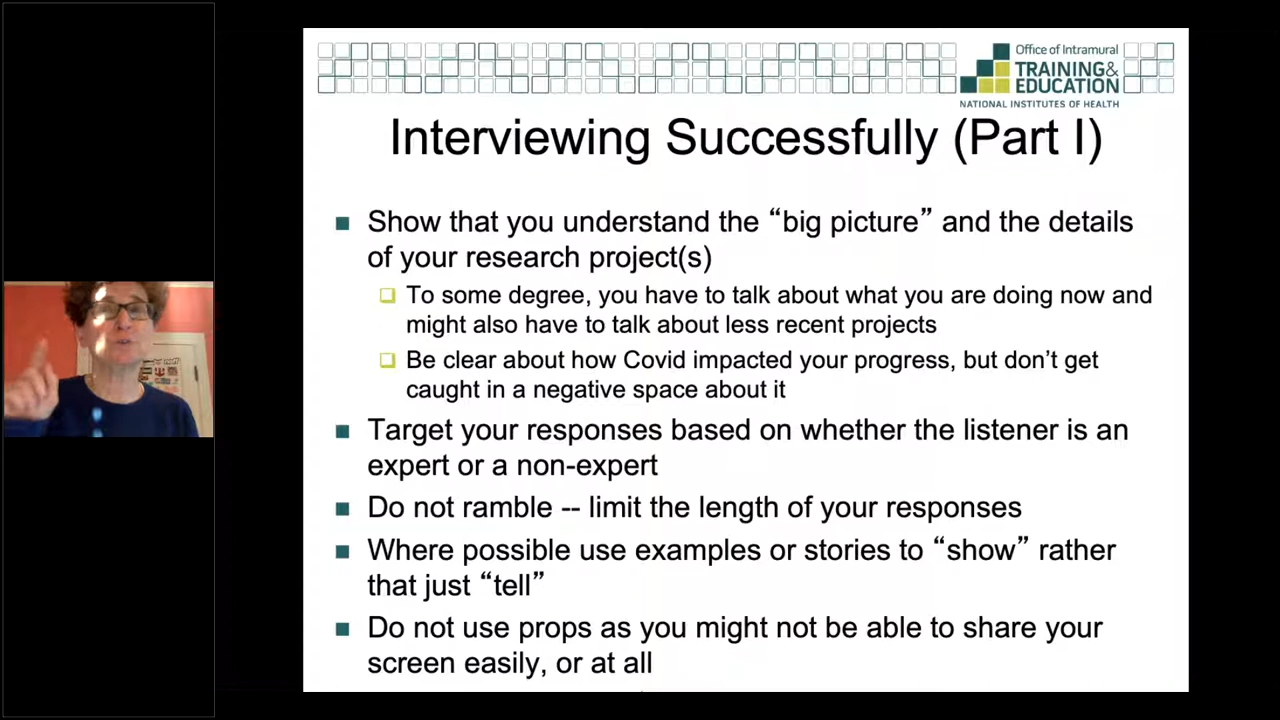 Office of Intramural
TRAINING&
EDUCATION
NATIONAL INSTITUTES OF HEALTH
Interviewing Successfully (Part I)
Show that you understand the “big picture” and the details
of your research project(s)
To some degree, you have to talk about what you are doing now and
might also have to talk about less recent projects
Be clear about how Covid impacted your progress, but don’t get
caught in a negative space about it
Target your responses based on whether the listener is an
expert or a non-expert
Do not ramble -- limit the length of your responses
Where possible use examples or stories to “show” rather
that just “tell”
Do not use props as you might not be able to share your
screen easily, or at all